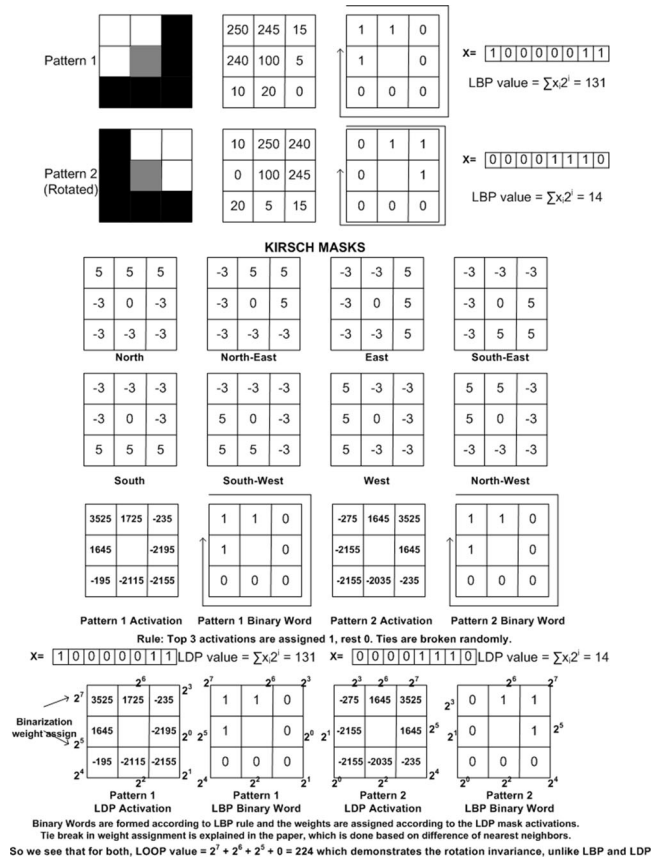 Pattern 1
250 245 15
240 100 5
10 20 0
1 1 0
1 0
0 0 0
X= 1 0 0 0 0 0 1 1
LBP value = ∑xᵢ2ⁱ = 131
Pattern 2
(Rotated)
10 250 240
0 100 245
20 5 15
0 1 1
0 1
0 0 0
X= 0 0 0 0 1 1 1 0
LBP value = ∑xᵢ2ⁱ = 14
KIRSCH MASKS
5 5 5
-3 0 -3
-3 -3 -3
North
-3 5 5
-3 0 5
-3 -3 -3
North-East
-3 -3 5
-3 0 5
-3 -3 5
East
-3 -3 -3
-3 0 5
-3 5 5
South-East
-3 -3 -3
-3 0 -3
5 5 5
South
-3 -3 -3
5 0 -3
5 5 -3
South-West
5 -3 -3
5 0 -3
5 -3 -3
West
5 5 -3
5 0 -3
-3 -3 -3
North-West
3525 1725 -235
1645 -2195
-195 -2115 -2155
Pattern 1 Activation
1 1 0
1 0
0 0 0
Pattern 1 Binary Word
-275 1645 3525
-2155 1645
-2155 -2035 -235
Pattern 2 Activation
1 1 0
1 0
0 0 0
Pattern 2 Binary Word
Rule: Top 3 activations are assigned 1, rest 0. Ties are broken randomly.
X= 1 0 0 0 0 0 1 1 LDP value = ∑xᵢ2ⁱ = 131
X= 0 0 0 0 1 1 1 0 LDP value = ∑xᵢ2ⁱ = 14
Binarization
weight assign
2⁶ 2³
2⁷ 3525 1725 -235
2⁵ 1645 -2195 2⁰
2⁴ -195 -2115 -2155 2¹
2²
Pattern 1
LDP Activation
2⁷ 2⁶ 2³
1 1 0
2⁵ 1 0 2⁰
0 0 0
2⁴ 2² 2¹
Pattern 1
LBP Binary Word
2³ 2⁶ 2⁷
-275 1645 3525
2¹ -2155 1645 2⁵
-2155 -2035 -235
2⁰ 2² 2⁴
Pattern 2
LDP Activation
2⁶ 2⁷
2³ 0 1 1
2¹ 0 1 2⁵
0 0 0
2⁰ 2² 2⁴
Pattern 2
LBP Binary Word
Binary Words are formed according to LBP rule and the weights are assigned according to the LDP mask activations.
Tie break in weight assignment is explained in the paper, which is done based on difference of nearest neighbors.
So we see that for both, LOOP value = 2⁷ + 2⁶ + 2⁵ + 0 = 224 which demonstrates the rotation invariance, unlike LBP and LDP